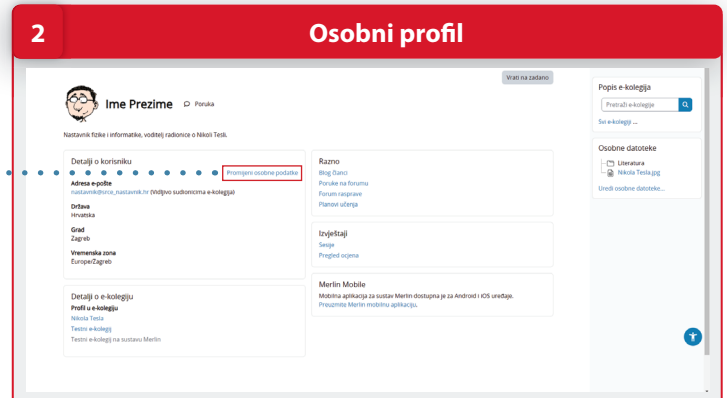 2
Osobni profil
Vrati na zadano
Ime Prezime
Poruka
Nastavnik fizike i informatike, voditelj radionice o Nikoli Tesli.
Detalji o korisniku
Promijeni osobne podatke
Adresa e-pošte
nastavnik@srce_nastavnik.hr (Vidljivo sudionicima e-kolegija)
Država
Hrvatska
Grad
Zagreb
Vremenska zona
Europe/Zagreb
Detalji o e-kolegiju
Profil u e-kolegiju
Nikola Tesla
Testni e-kolegij
Testni e-kolegij na sustavu Merlin
Razno
Blog članci
Poruke na forumu
Forum rasprave
Planovi učenja
Izvještaji
Sesije
Pregled ocjena
Merlin Mobile
Mobilna aplikacija za sustav Merlin dostupna je za Android i iOS uređaje.
Preuzmite Merlin mobilnu aplikaciju.
Popis e-kolegija
Pretraži e-kolegije
Svi e-kolegiji ...
Osobne datoteke
Literatura
Nikola Tesla.jpg
Uredi osobne datoteke...